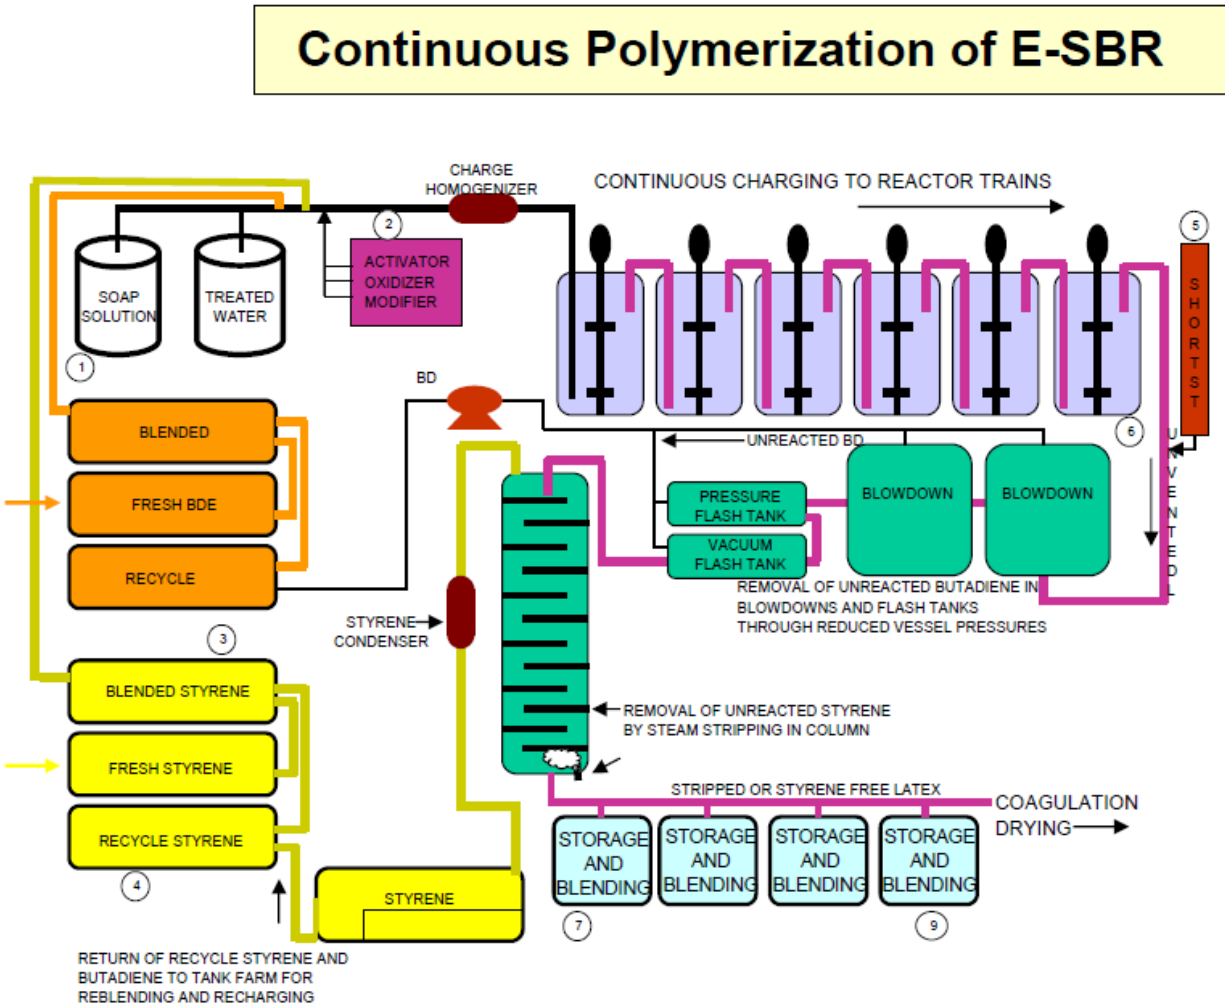 Continuous Polymerization of E-SBR
CHARGE
HOMOGENIZER
CONTINUOUS CHARGING TO REACTOR TRAINS
2
5
ACTIVATOR
OXIDIZER
MODIFIER
SOAP
SOLUTION
TREATED
WATER
SHORTST
1
BD
BLENDED
6
UNREACTED BD
UNVENTEDL
FRESH BDE
PRESSURE
FLASH TANK
BLOWDOWN
BLOWDOWN
VACUUM
FLASH TANK
RECYCLE
REMOVAL OF UNREACTED BUTADIENE IN
BLOWDOWNS AND FLASH TANKS
THROUGH REDUCED VESSEL PRESSURES
STYRENE
CONDENSER
3
BLENDED STYRENE
REMOVAL OF UNREACTED STYRENE
BY STEAM STRIPPING IN COLUMN
FRESH STYRENE
STRIPPED OR STYRENE FREE LATEX
COAGULATION
DRYING
RECYCLE STYRENE
STORAGE
AND
BLENDING
STORAGE
AND
BLENDING
STORAGE
AND
BLENDING
STORAGE
AND
BLENDING
4
STYRENE
7
9
RETURN OF RECYCLE STYRENE AND
BUTADIENE TO TANK FARM FOR
REBLENDING AND RECHARGING